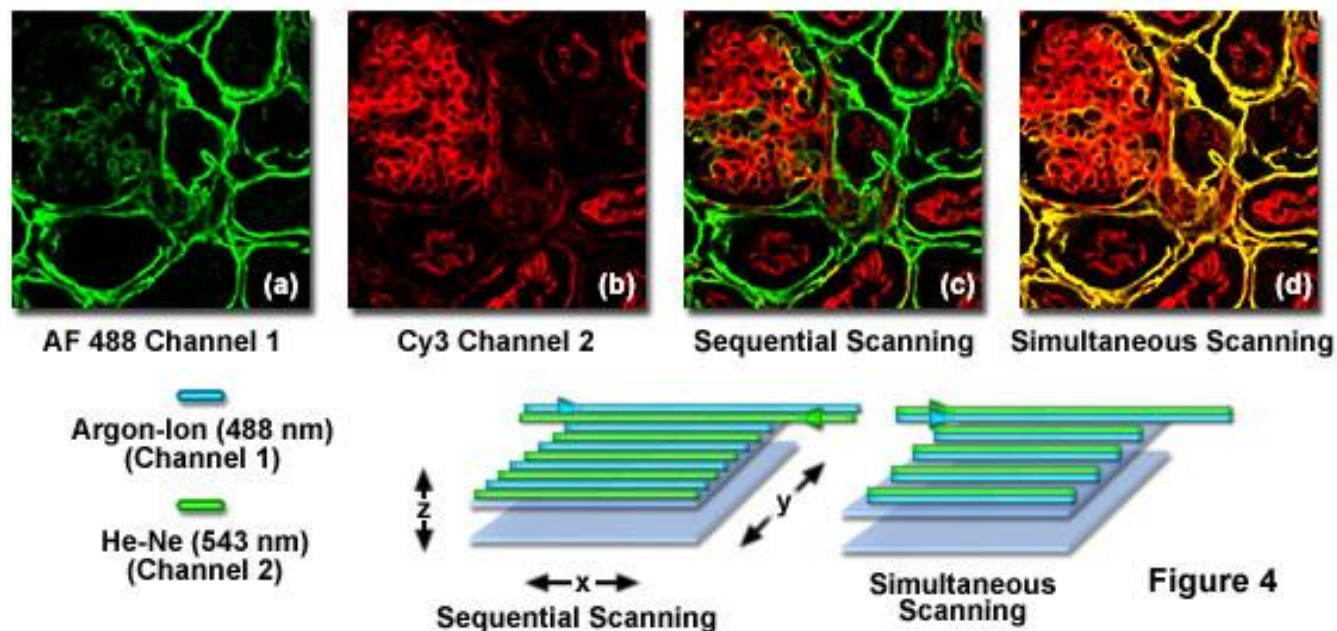 (a)
(b)
(c)
(d)
AF 488 Channel 1
Cy3 Channel 2
Sequential Scanning
Simultaneous Scanning
Argon-Ion (488 nm)
(Channel 1)
He-Ne (543 nm)
(Channel 2)
z
y
x
Sequential Scanning
Simultaneous
Scanning
Figure 4